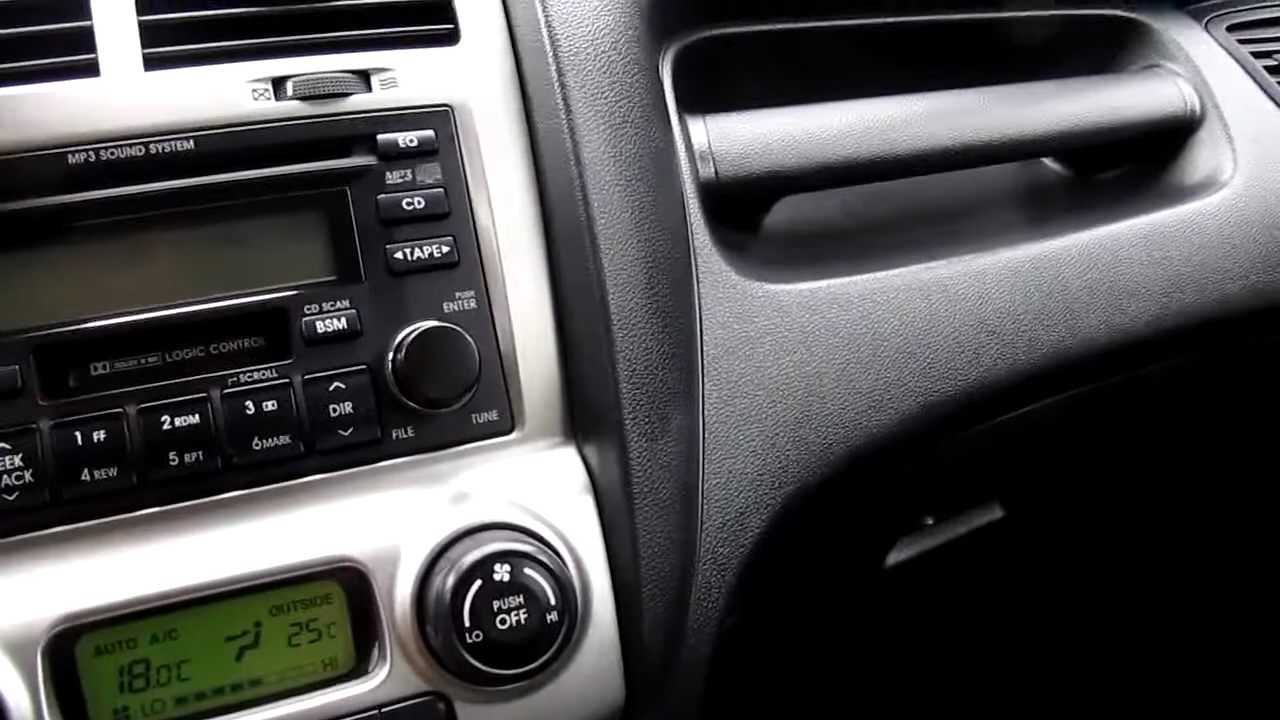 MP3 SOUND SYSTEM
EQ
MP3
CD
TAPE
PUSH
ENTER
CD SCAN
BSM
LOGIC CONTROL
SCROLL
1 FF
2 RDM
3
DIR
4 REW
5 RPT
6 MARK
FILE
TUNE
EEK
ACK
OUTSIDE
AUTO A/C
25°C
18.0°C
LO
HI
PUSH
OFF
LO
HI